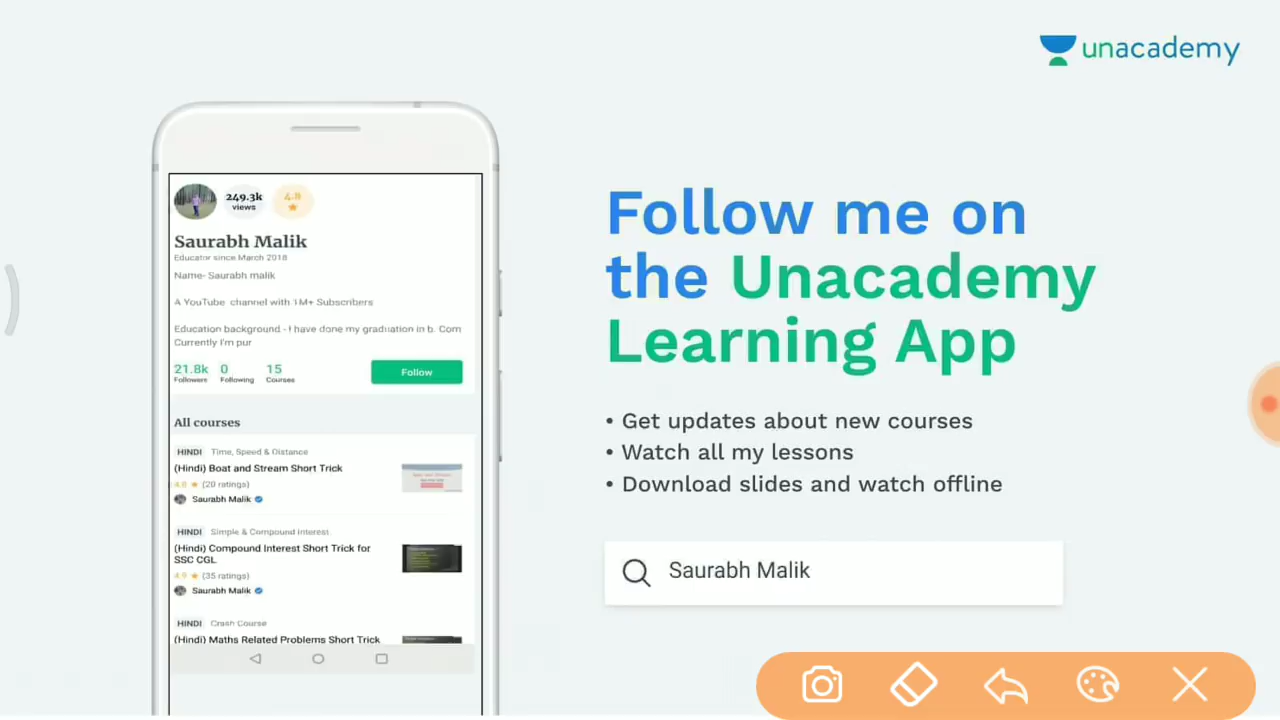 unacademy
249.3k
views
4.8
Saurabh Malik
Educator since March 2018
Name- Saurabh malik
A YouTube channel with 1M+ Subscribers
Education background - I have done my graduation in b. Com
Currently I'm pur
21.8k 0 15
Followers Following Courses
Follow
All courses
HINDI Time, Speed & Distance
(Hindi) Boat and Stream Short Trick
4.8 ★ (20 ratings)
Saurabh Malik
HINDI Simple & Compound Interest
(Hindi) Compound Interest Short Trick for
SSC CGL
4.9 ★ (35 ratings)
Saurabh Malik
HINDI Crash Course
(Hindi) Maths Related Problems Short Trick
Follow me on
the Unacademy
Learning App
• Get updates about new courses
• Watch all my lessons
• Download slides and watch offline
Saurabh Malik